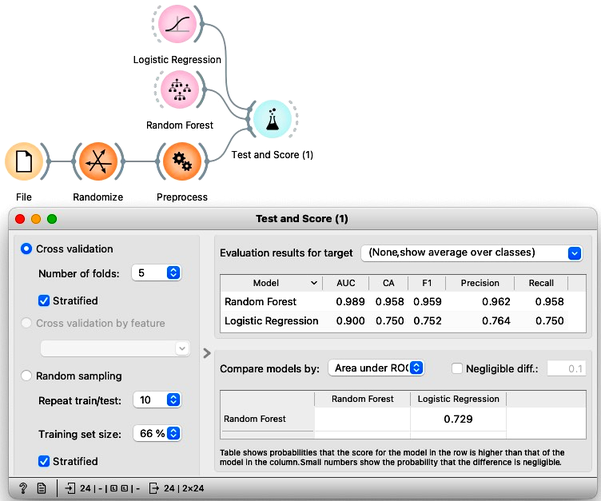 Logistic Regression
Random Forest
Test and Score (1)
File
Randomize
Preprocess
Test and Score (1)
Cross validation
Number of folds: 5
Stratified
Cross validation by feature
Random sampling
Repeat train/test: 10
Training set size: 66 %
Stratified
Evaluation results for target (None,show average over classes)
Model AUC CA F1 Precision Recall
Random Forest 0.989 0.958 0.959 0.962 0.958
Logistic Regression 0.900 0.750 0.752 0.764 0.750
Compare models by: Area under ROC Negligible diff.: 0.1
Random Forest Logistic Regression
Random Forest 0.729
Table shows probabilities that the score for the model in the row is higher than that of the
model in the column.Small numbers show the probability that the difference is negligible.
? 24 | - | - 24 | 2×24